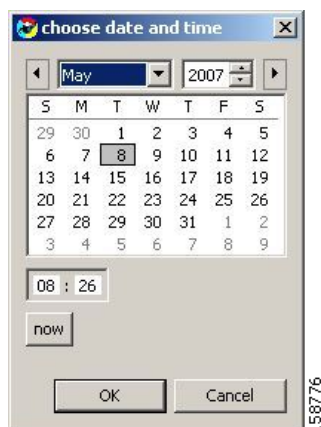 choose date and time
May 2007
S M T W T F S
29 30 1 2 3 4 5
6 7 8 9 10 11 12
13 14 15 16 17 18 19
20 21 22 23 24 25 26
27 28 29 30 31 1 2
3 4 5 6 7 8 9
08 : 26
now
OK Cancel
58776